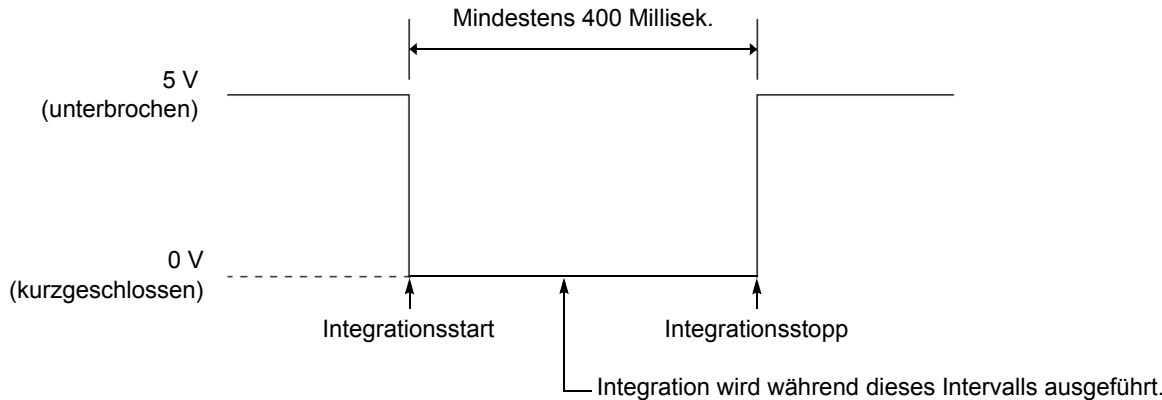 Mindestens 400 Millisek.
5 V
(unterbrochen)
0 V
(kurzgeschlossen)
Integrationsstart
Integrationsstopp
Integration wird während dieses Intervalls ausgeführt.